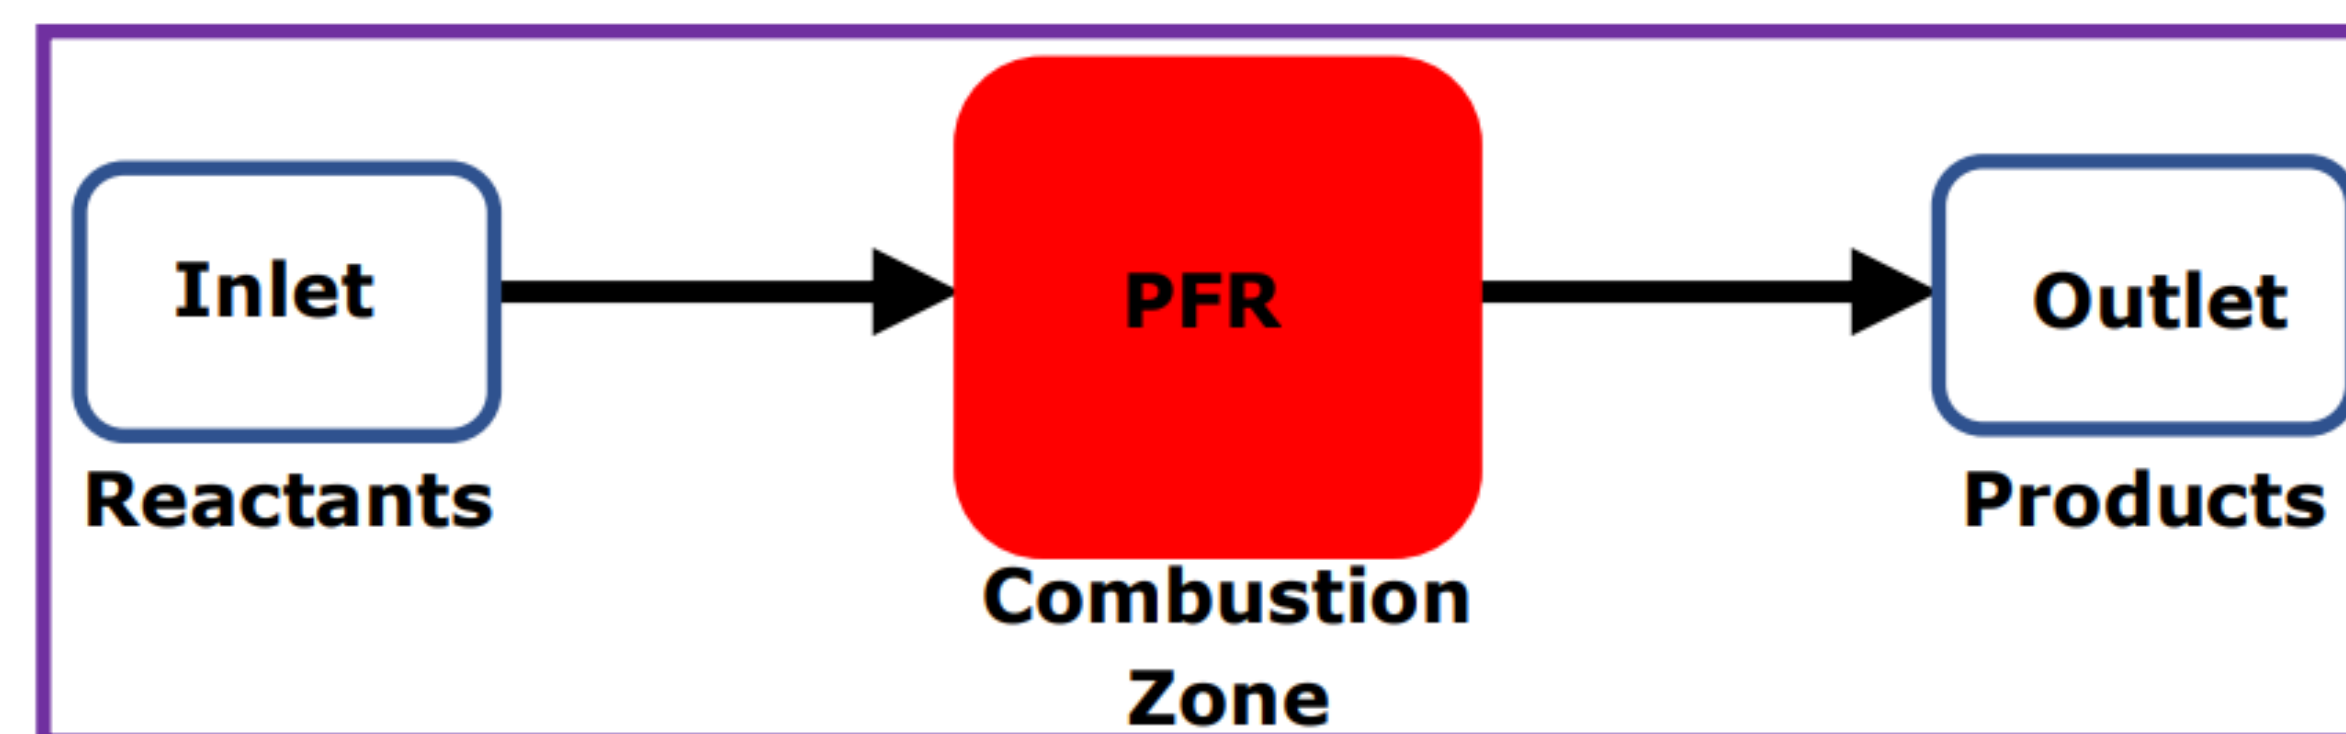 Inlet
PFR
Outlet
Reactants
Products
Combustion
Zone